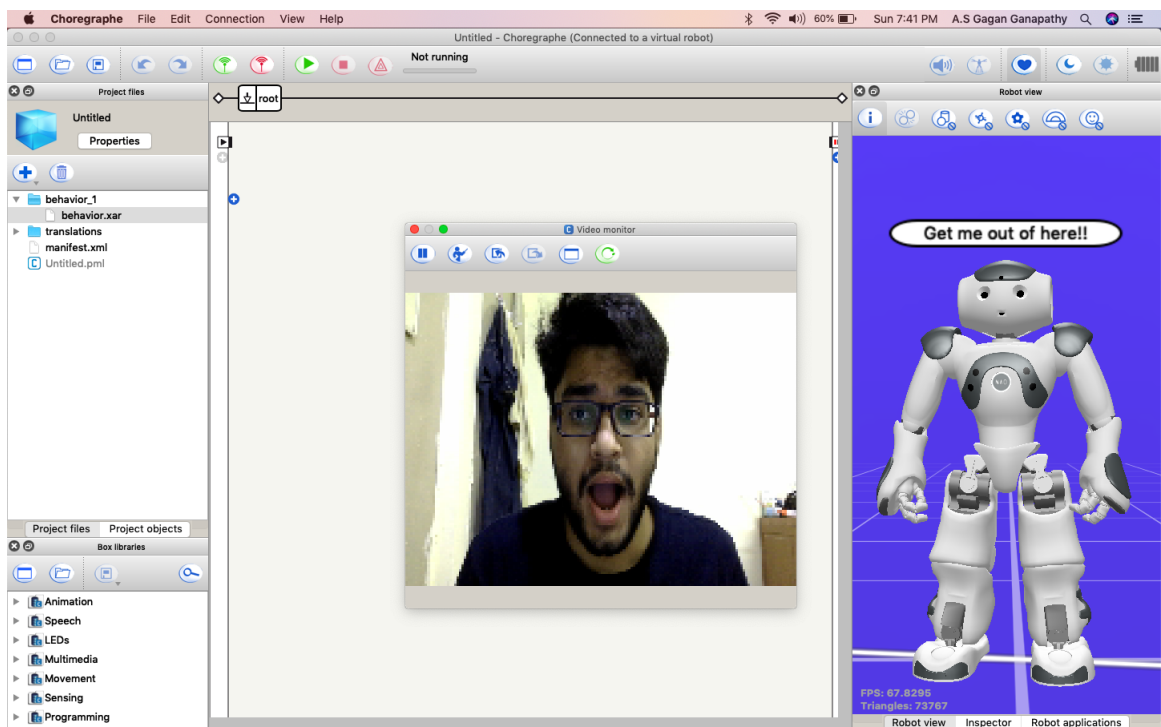 Choregraphe File Edit Connection View Help 60% Sun 7:41 PM A.S Gagan Ganapathy
Untitled - Choregraphe (Connected to a virtual robot)
Not running
Project files
Untitled
Properties
behavior_1
behavior.xar
translations
manifest.xml
Untitled.pml
Project files Project objects
Box libraries
Animation
Speech
LEDs
Multimedia
Movement
Sensing
Programming
root
Video monitor
Robot view
Get me out of here!!
FPS: 67.8295
Triangles: 73767
Robot view Inspector Robot applications